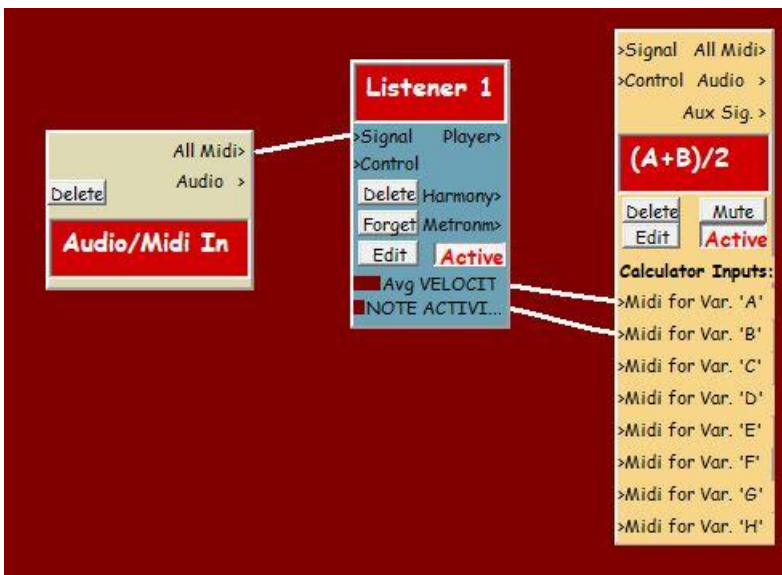 All Midi>
Audio >
Delete
Audio/Midi In
Listener 1
>Signal Player>
>Control
Delete Harmony>
Forget Metronm>
Edit Active
Avg VELOCIT
NOTE ACTIVI...
>Signal All Midi>
>Control Audio >
Aux Sig. >
(A+B)/2
Delete Mute
Edit Active
Calculator Inputs:
>Midi for Var. 'A'
>Midi for Var. 'B'
>Midi for Var. 'C'
>Midi for Var. 'D'
>Midi for Var. 'E'
>Midi for Var. 'F'
>Midi for Var. 'G'
>Midi for Var. 'H'